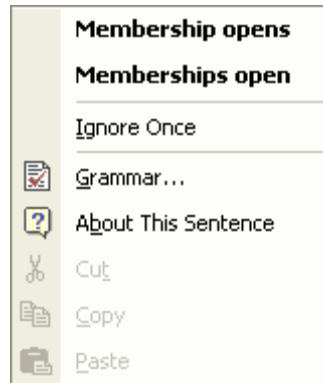 Membership opens
Memberships open
Ignore Once
Grammar...
About This Sentence
Cut
Copy
Paste